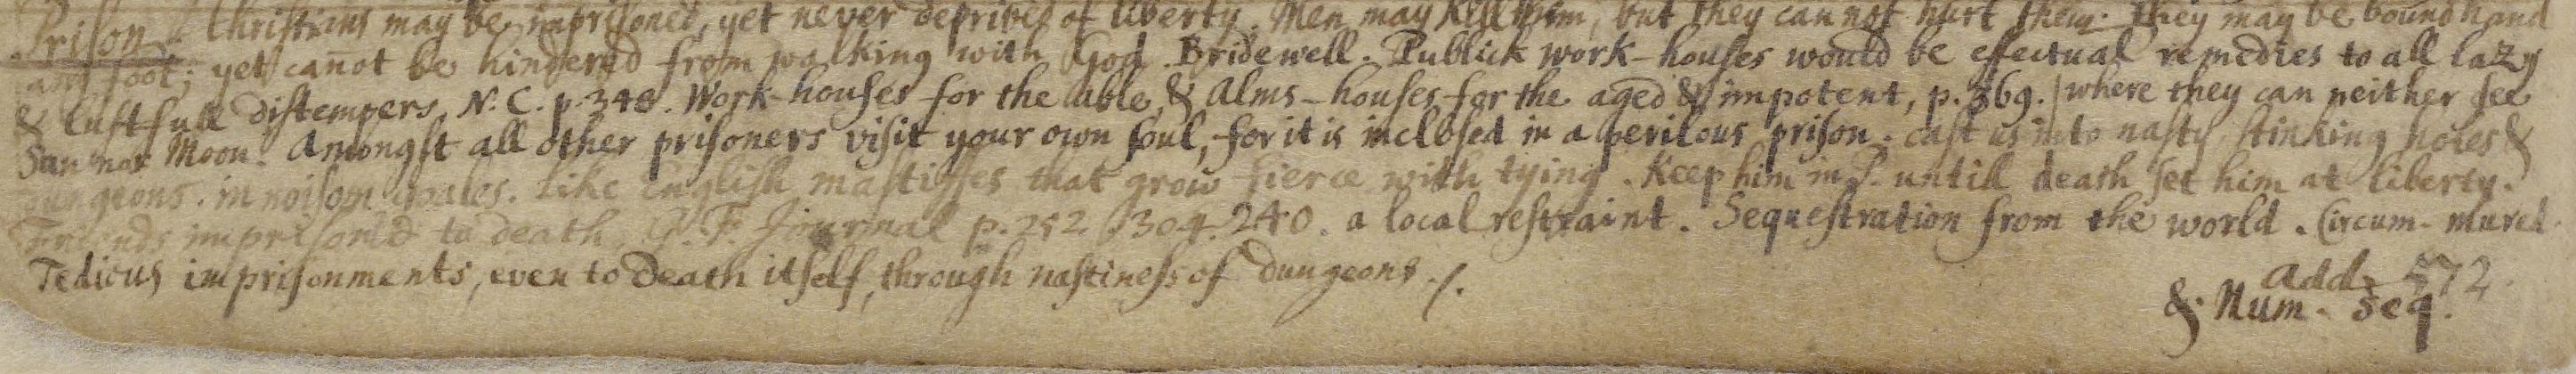 Prison. Christians may be imprisoned, yet never deprived of liberty. Men may kill them, but they cannot hurt them. They may be bound hand
and foot; yet canot be hindered from walking with God. Bridewell. Publick work-houses would be effectual remedies to all lazy
& lustfull distempers, N. C. p. 348. Work-houses for the able, & Alms-houses for the aged & impotent, p. 369. where they can neither see
Sun nor Moon. Amongst all other prisoners visit your own soul, for it is inclosed in a perilous prison. cast us into nasty, stinking holes &
dungeons. in noisom goales. Like English mastiffes that grow fierce with tying. Keep him in P. untill death set him at liberty.
Friends imprison'd to death, G. F. Journal p. 252. 304. 240. a local restraint. Sequestration from the world. Circum-mured.
Tedious imprisonments, even to death itself, through nastiness of dungeons./.
add 572.
& Num. seq.